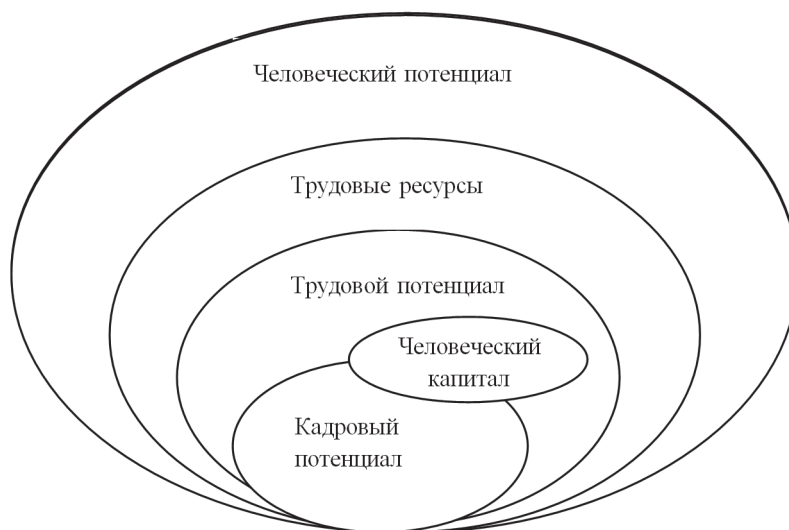 Человеческий потенциал
Трудовые ресурсы
Трудовой потенциал
Человеческий
капитал
Кадровый
потенциал